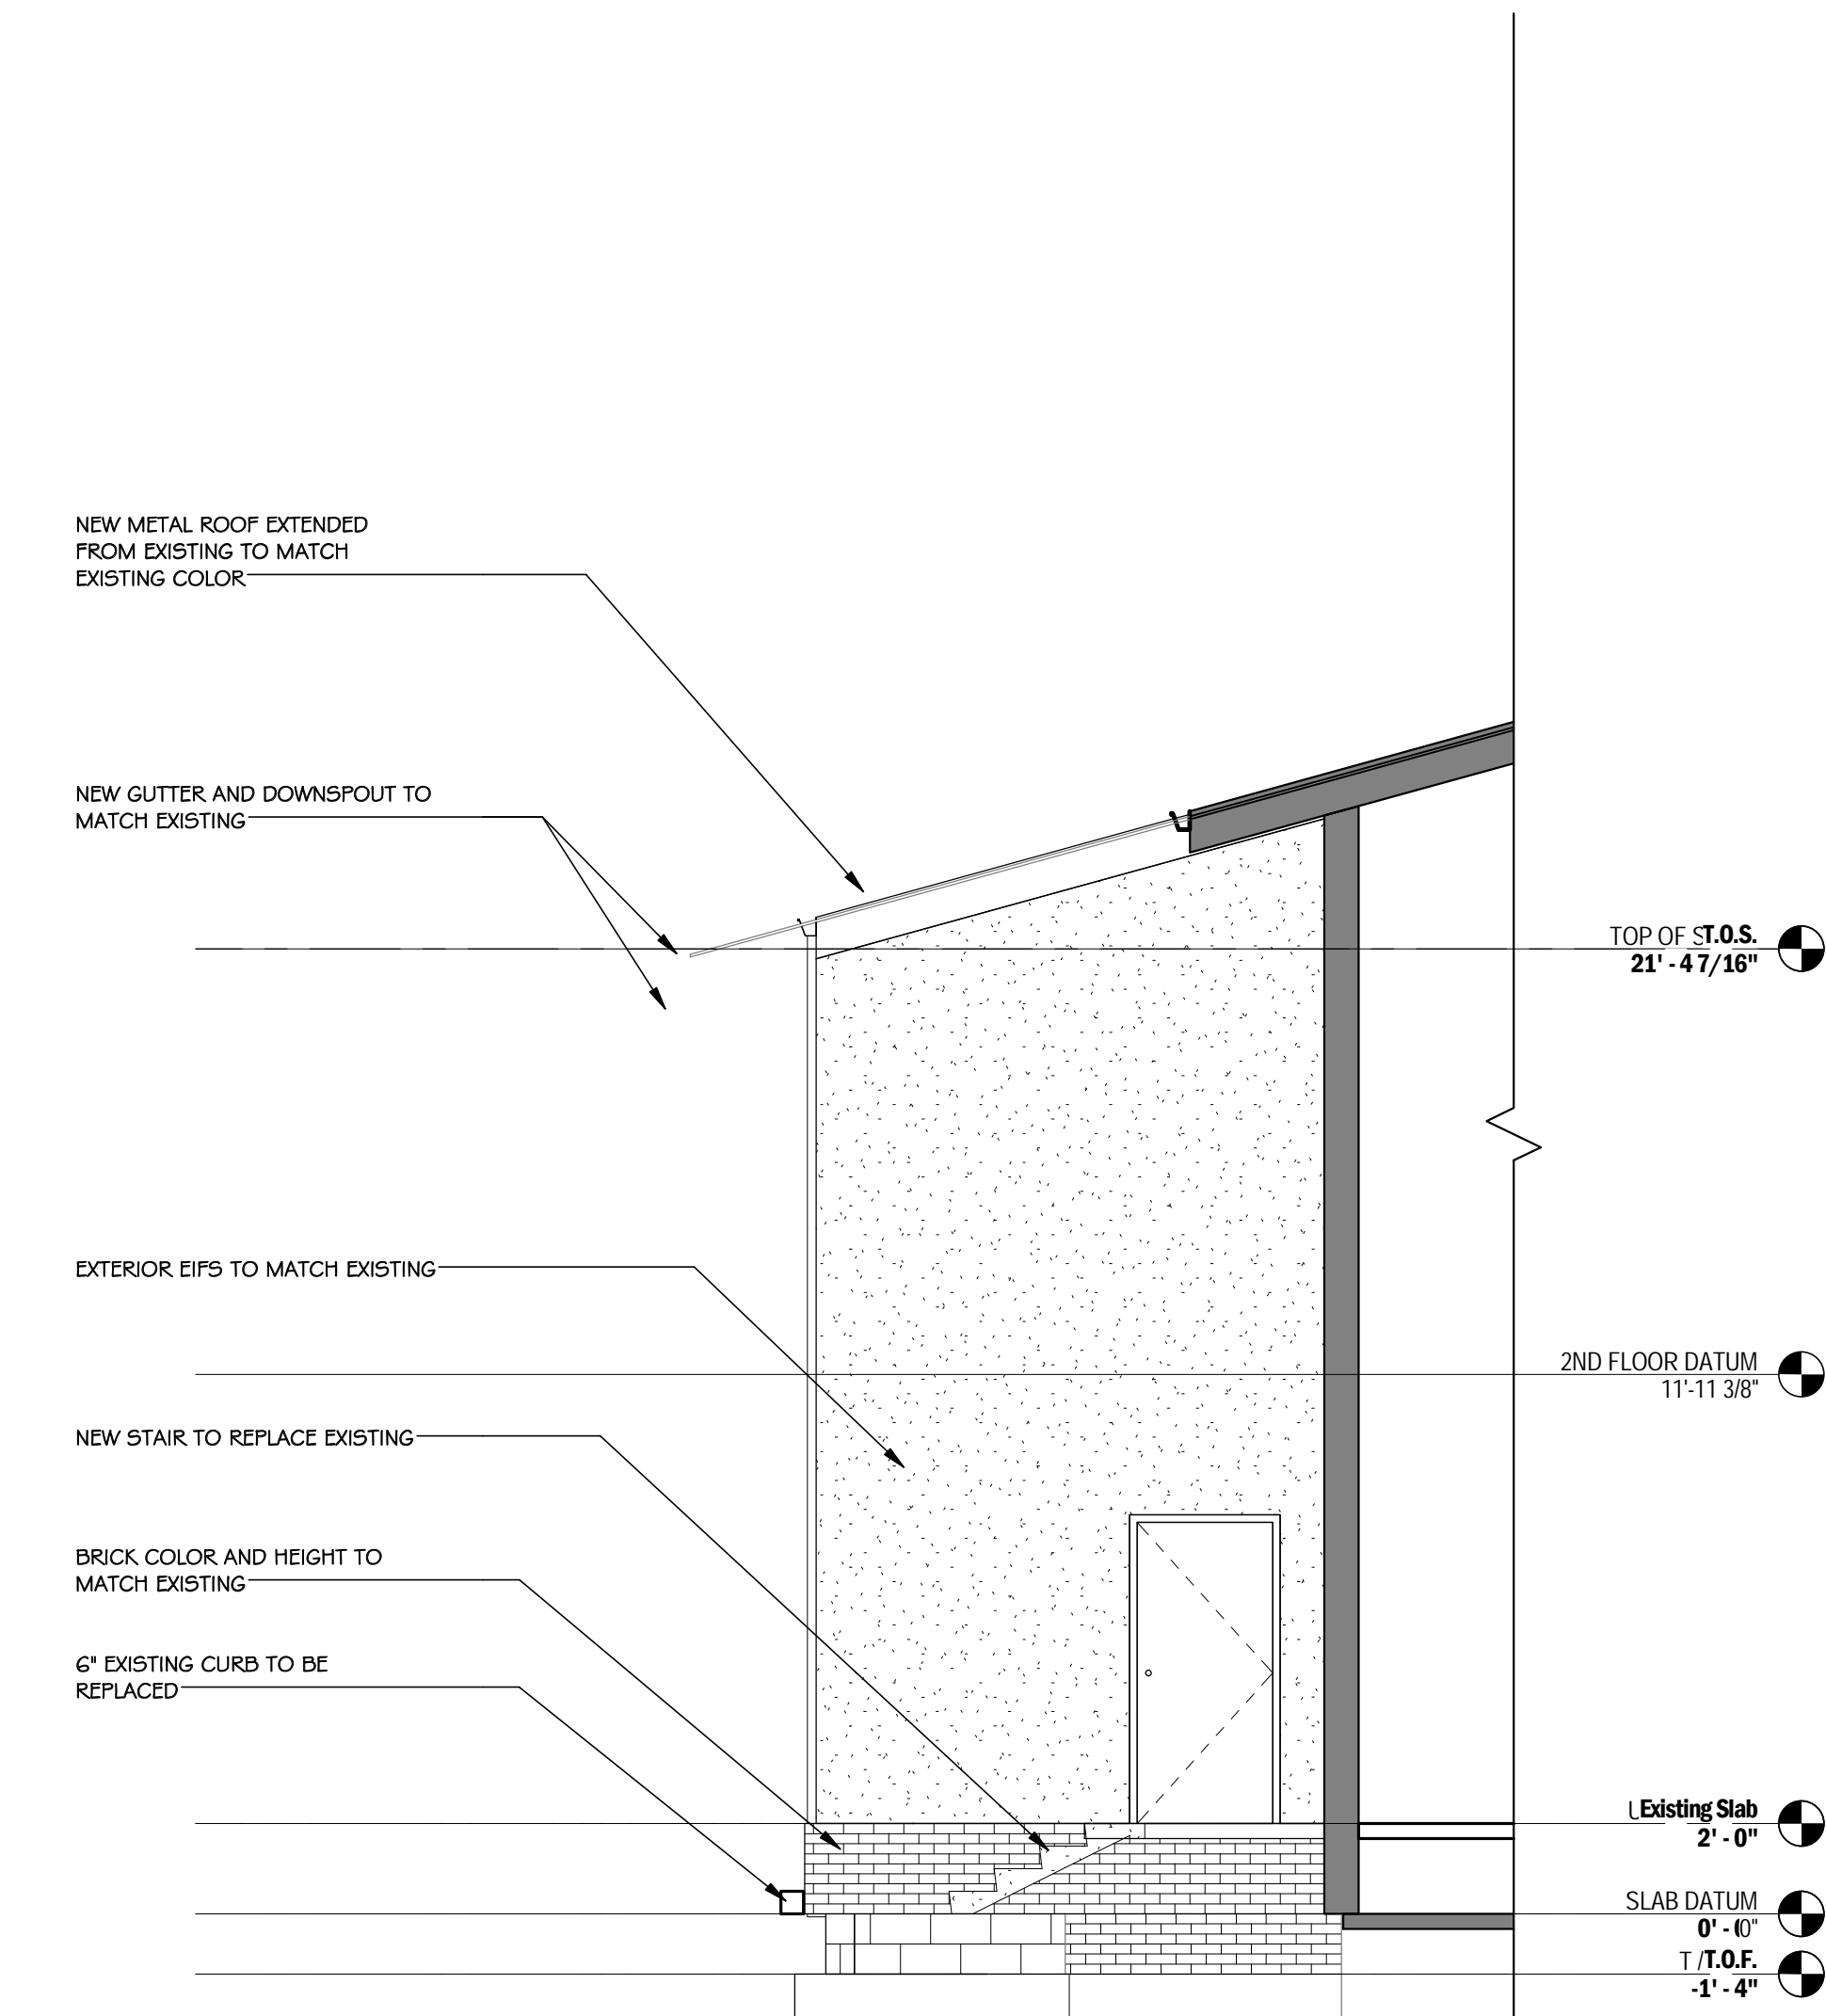 NEW METAL ROOF EXTENDED
FROM EXISTING TO MATCH
EXISTING COLOR
NEW GUTTER AND DOWNSPOUT TO
MATCH EXISTING
TOP OF S
T.O.S.
21' - 4 7/16"
EXTERIOR EIFS TO MATCH EXISTING
2ND FLOOR DATUM
11'-11 3/8"
NEW STAIR TO REPLACE EXISTING
BRICK COLOR AND HEIGHT TO
MATCH EXISTING
6" EXISTING CURB TO BE
REPLACED
Existing Slab
2' - 0"
SLAB DATUM
0' - 0"
T / T.O.F.
-1' - 4"